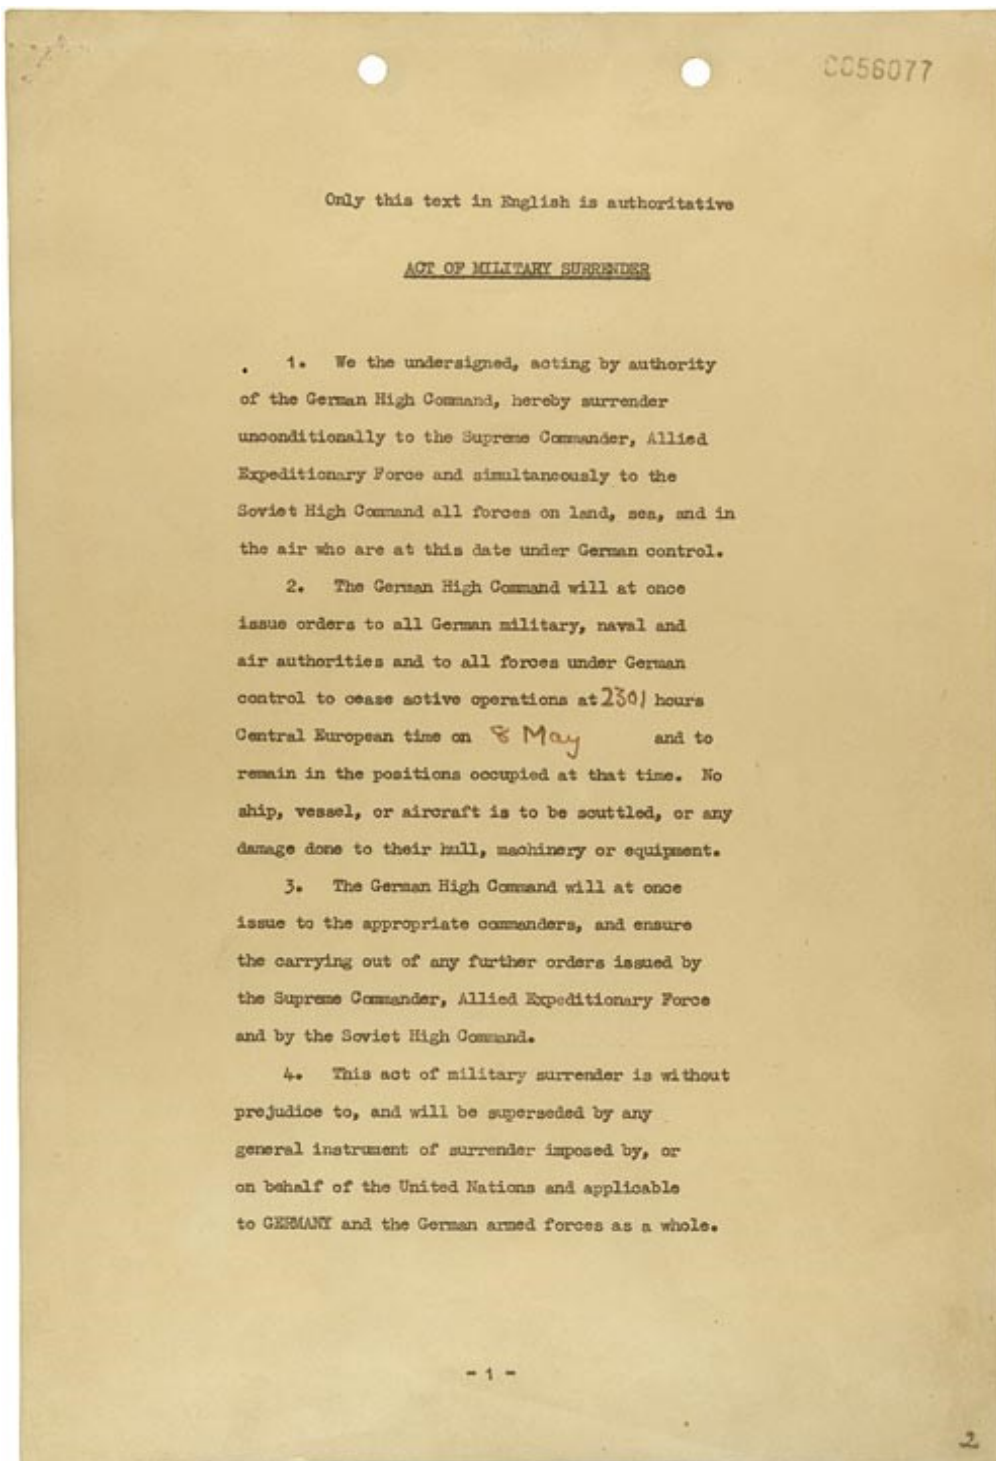 CC56077
Only this text in English is authoritative
ACT OF MILITARY SURRENDER
1. We the undersigned, acting by authority
of the German High Command, hereby surrender
unconditionally to the Supreme Commander, Allied
Expeditionary Force and simultaneously to the
Soviet High Command all forces on land, sea, and in
the air who are at this date under German control.
2. The German High Command will at once
issue orders to all German military, naval and
air authorities and to all forces under German
control to cease active operations at 2301 hours
Central European time on 8 May and to
remain in the positions occupied at that time. No
ship, vessel, or aircraft is to be scuttled, or any
damage done to their hull, machinery or equipment.
3. The German High Command will at once
issue to the appropriate commanders, and ensure
the carrying out of any further orders issued by
the Supreme Commander, Allied Expeditionary Force
and by the Soviet High Command.
4. This act of military surrender is without
prejudice to, and will be superseded by any
general instrument of surrender imposed by, or
on behalf of the United Nations and applicable
to GERMANY and the German armed forces as a whole.
- 1 -
2